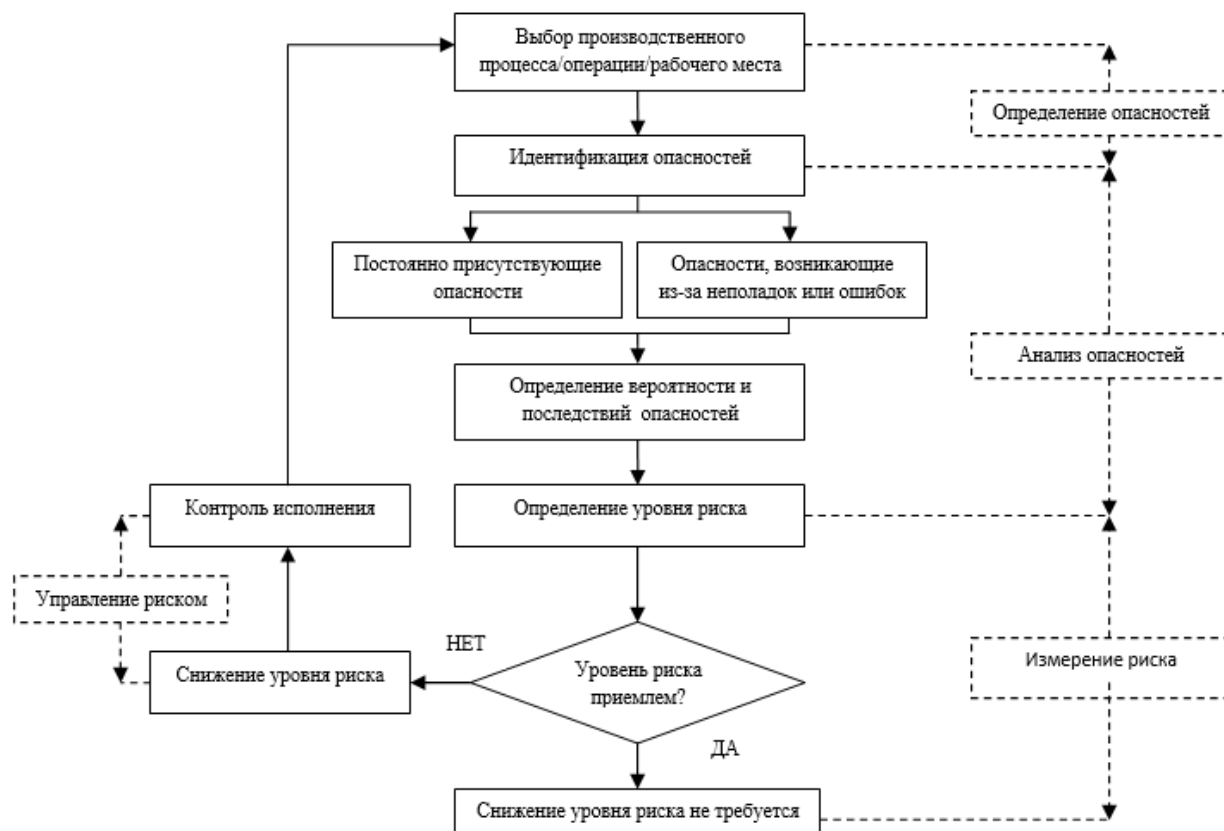 Выбор производственного
процесса/операции/рабочего места
Определение опасностей
Идентификация опасностей
Постоянно присутствующие
опасности
Опасности, возникающие
из-за неполадок или ошибок
Анализ опасностей
Определение вероятности и
последствий опасностей
Контроль исполнения
Определение уровня риска
Управление риском
НЕТ
Снижение уровня риска
Уровень риска
приемлем?
Измерение риска
ДА
Снижение уровня риска не требуется